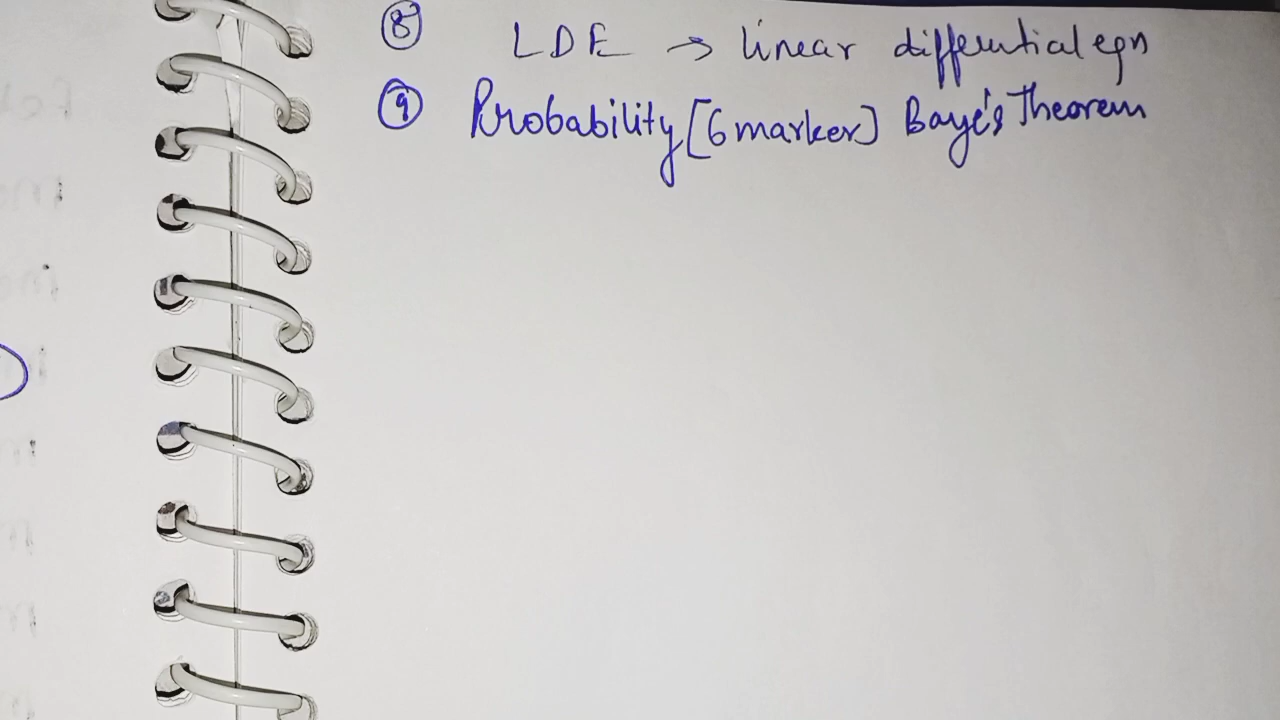 ⑧ LDE → linear differential eqn
⑨ Probability [6 marker] Baye's Theorem